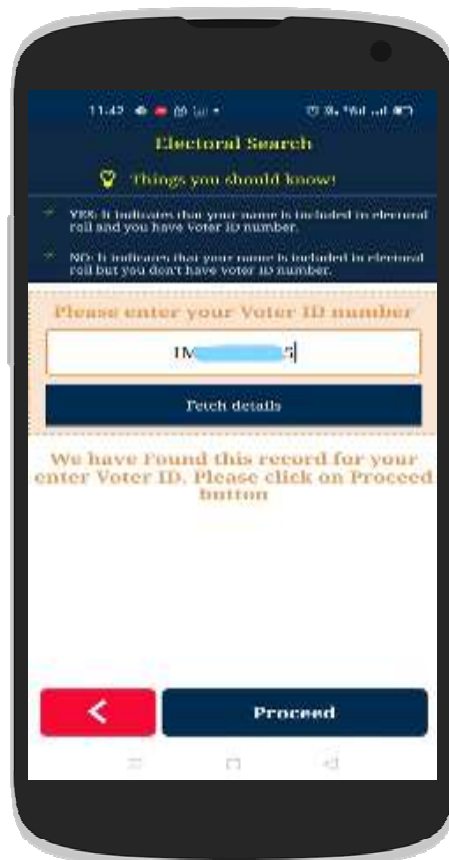 11:42
Electoral Search
Things you should know!
YES: It indicates that your name is included in electoral
roll and you have Voter ID number.
NO: It indicates that your name is included in electoral
roll but you don't have voter ID number.
Please enter your Voter ID number
Fetch details
We have Found this record for your
enter Voter ID. Please click on Proceed
button
Proceed